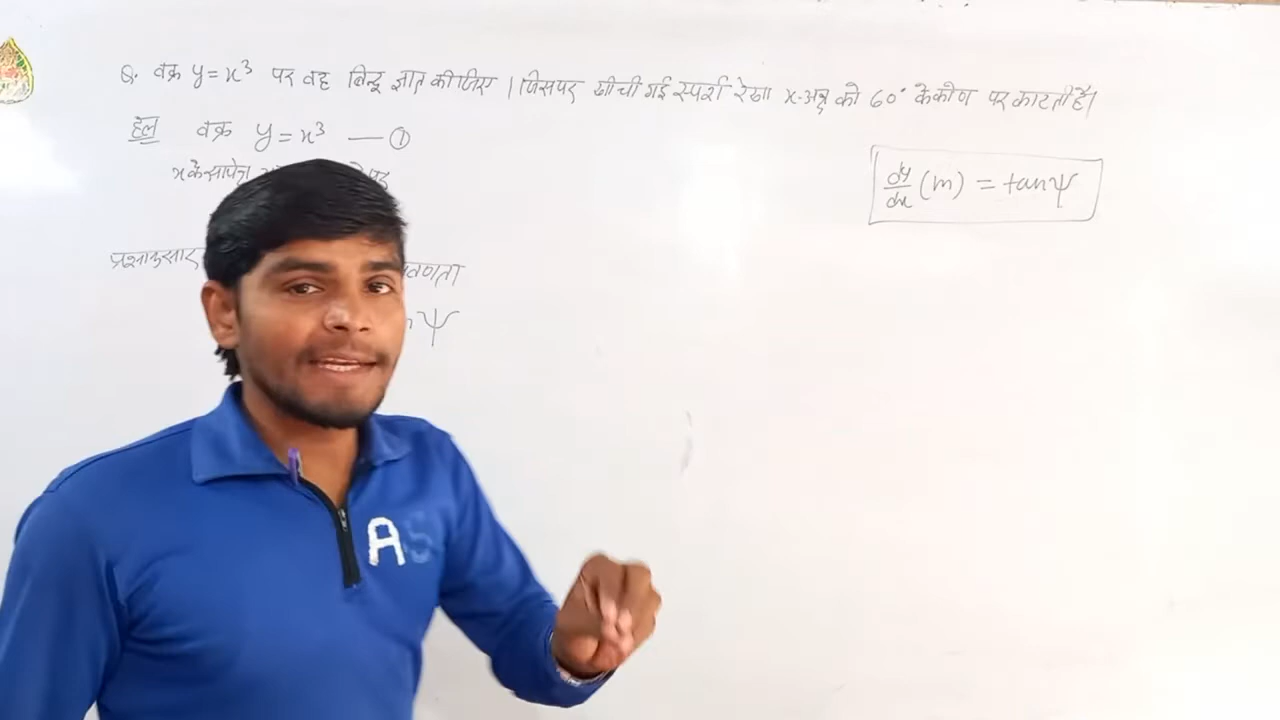 Q. वक्र y = x³ पर वह बिन्दु ज्ञात कीजिए | जिसपर खींची गई स्पर्श रेखा x-अक्ष को 60° के कोण पर काटती है।
हल वक्र y = x³ — ①
x के सापेक्ष
dy/dx (m) = tan ψ
प्रश्नानुसार
ψ
AS